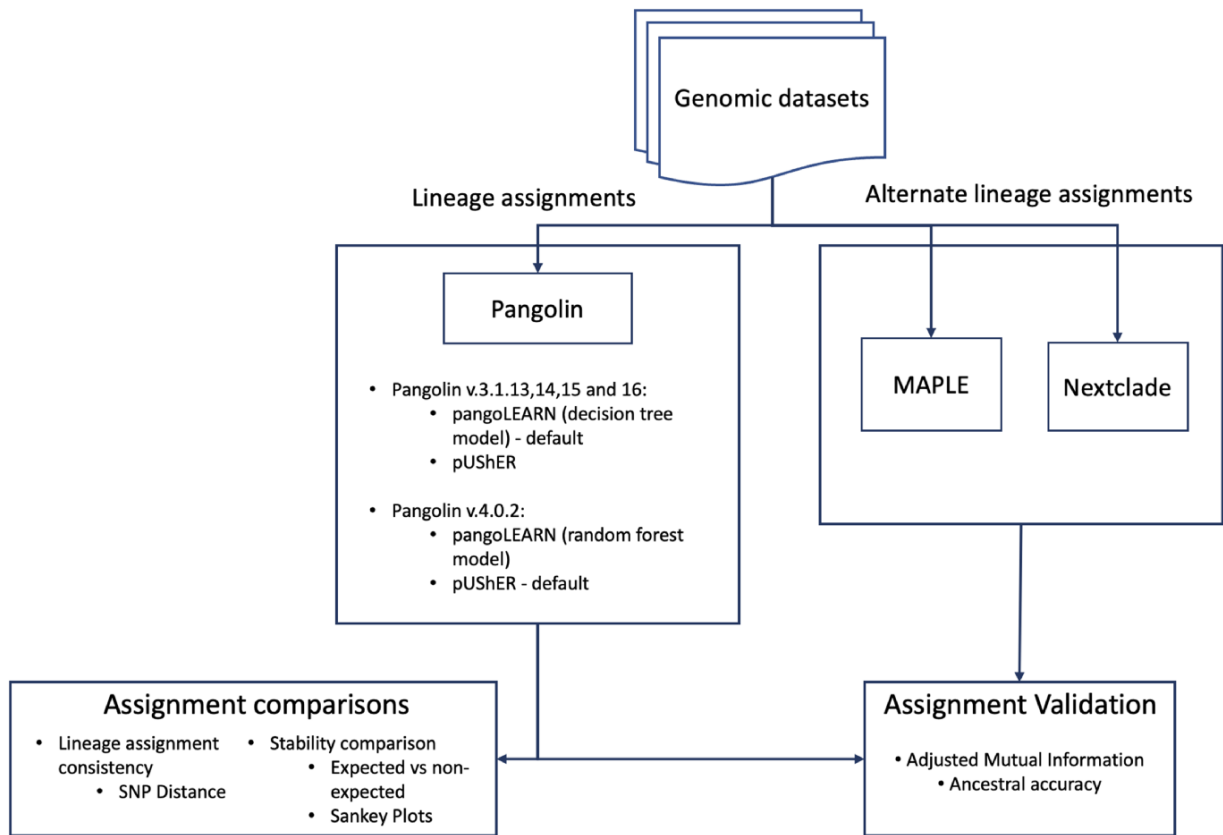 Genomic datasets
Lineage assignments
Alternate lineage assignments
Pangolin
• Pangolin v.3.1.13,14,15 and 16:
• pangoLEARN (decision tree
model) - default
• pUShER
• Pangolin v.4.0.2:
• pangoLEARN (random forest
model)
• pUShER - default
MAPLE
Nextclade
Assignment comparisons
• Lineage assignment
consistency
• SNP Distance
• Stability comparison
• Expected vs non-
expected
• Sankey Plots
Assignment Validation
• Adjusted Mutual Information
• Ancestral accuracy